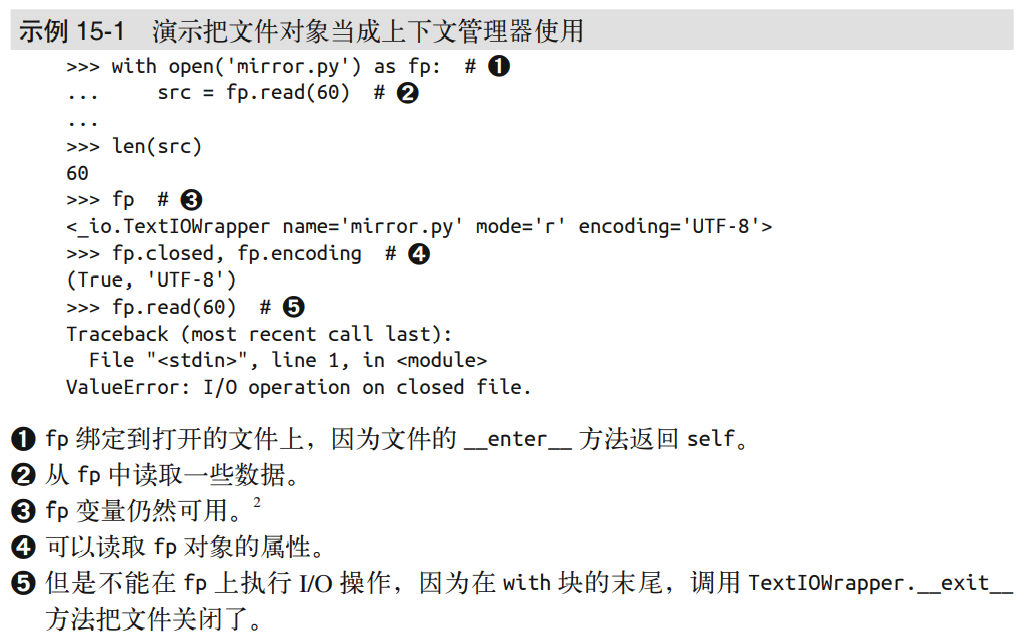 示例 15-1 演示把文件对象当成上下文管理器使用
>>> with open('mirror.py') as fp:  # ❶
...     src = fp.read(60)  # ❷
...
>>> len(src)
60
>>> fp  # ❸
<_io.TextIOWrapper name='mirror.py' mode='r' encoding='UTF-8'>
>>> fp.closed, fp.encoding  # ❹
(True, 'UTF-8')
>>> fp.read(60)  # ❺
Traceback (most recent call last):
  File "<stdin>", line 1, in <module>
ValueError: I/O operation on closed file.
❶ fp 绑定到打开的文件上，因为文件的 __enter__ 方法返回 self。
❷ 从 fp 中读取一些数据。
❸ fp 变量仍然可用。2
❹ 可以读取 fp 对象的属性。
❺ 但是不能在 fp 上执行 I/O 操作，因为在 with 块的末尾，调用 TextIOWrapper.__exit__
方法把文件关闭了。